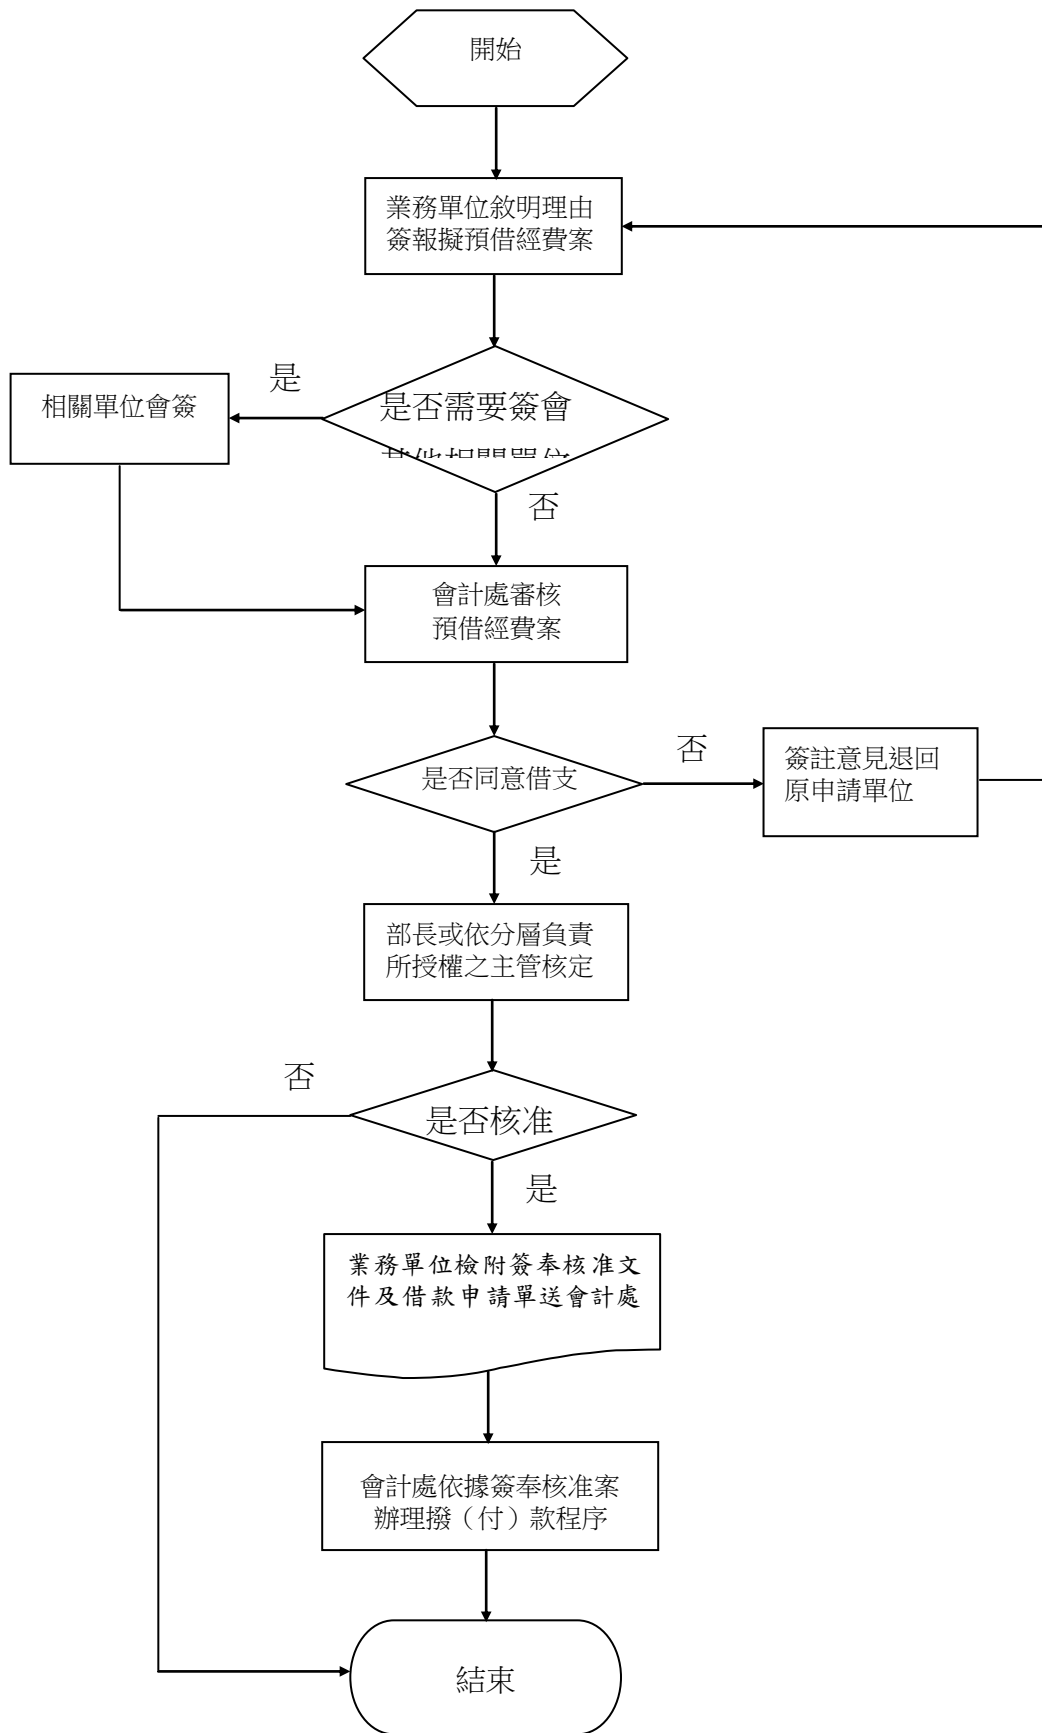 開始
業務單位敘明理由
簽報擬預借經費案
是
相關單位會簽
是否需要簽會
其他相關單位
否
會計處審核
預借經費案
是否同意借支
否
簽註意見退回
原申請單位
是
部長或依分層負責
所授權之主管核定
否
是否核准
是
業務單位檢附簽奉核准文
件及借款申請單送會計處
會計處依據簽奉核准案
辦理撥（付）款程序
結束